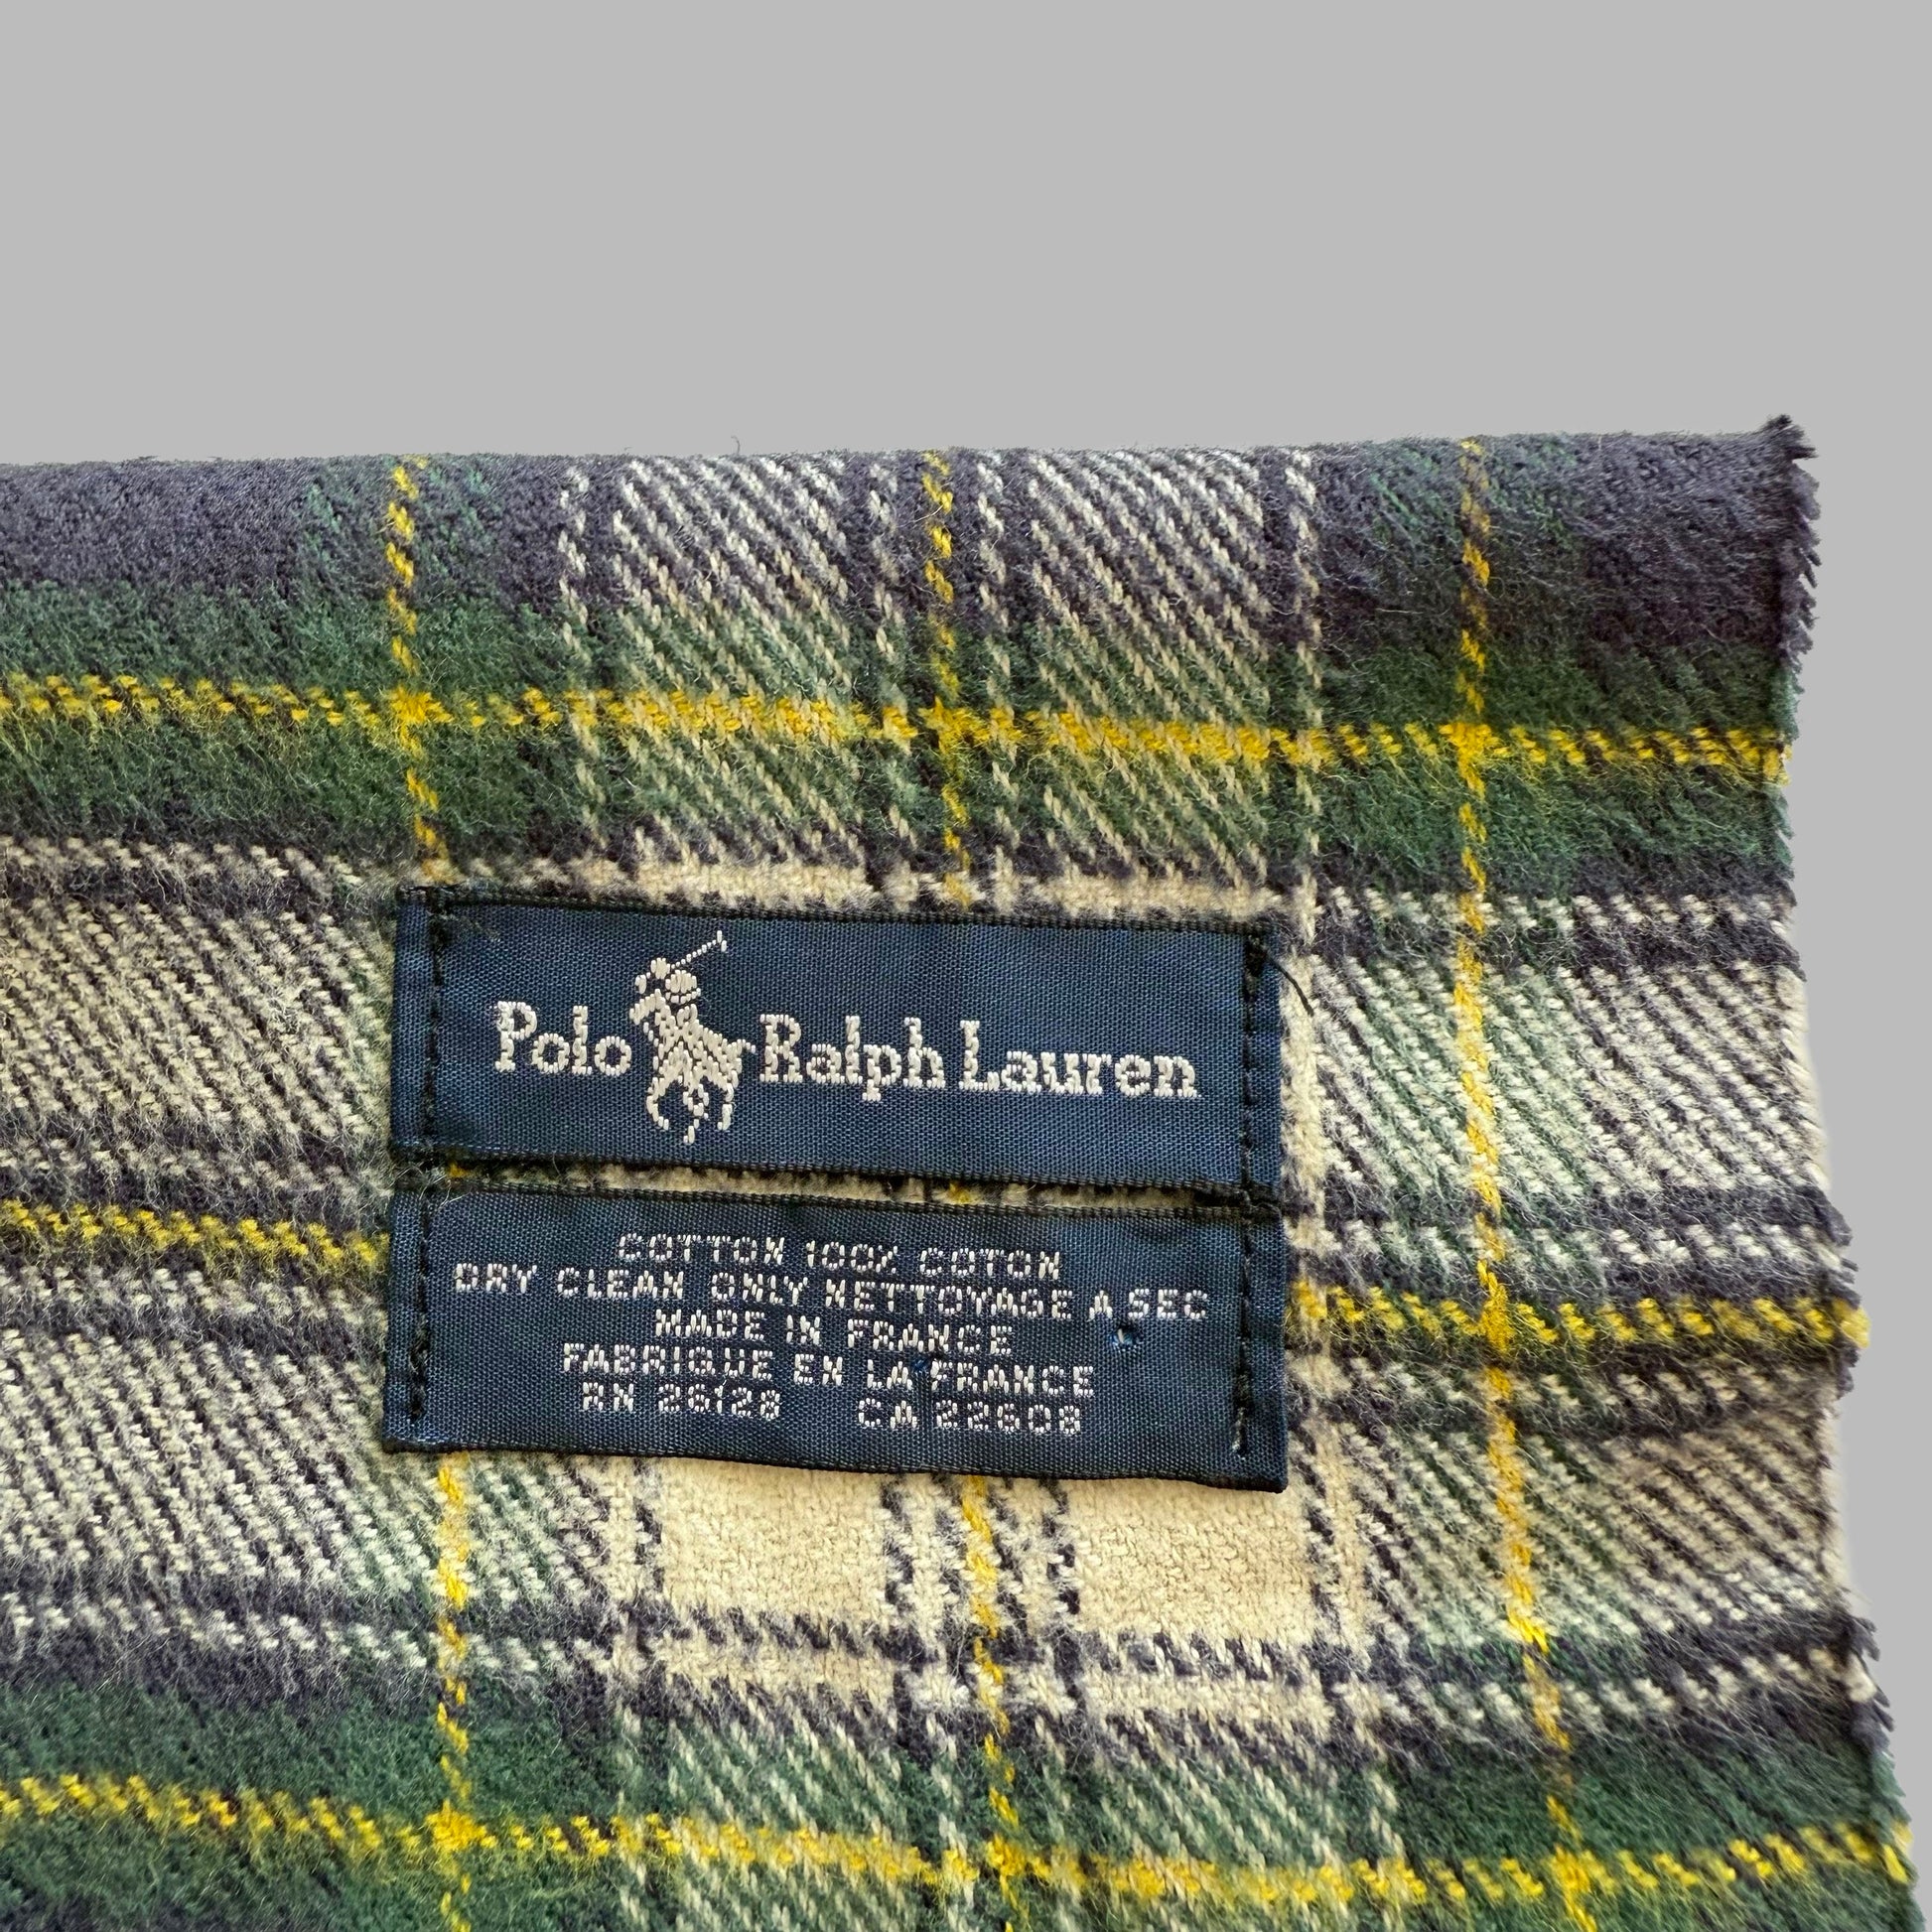 Polo Ralph Lauren
COTTON 100% COTON
DRY CLEAN ONLY NETTOYAGE A SEC
MADE IN FRANCE
FABRIQUE EN LA FRANCE
RN 26128 CA 22608